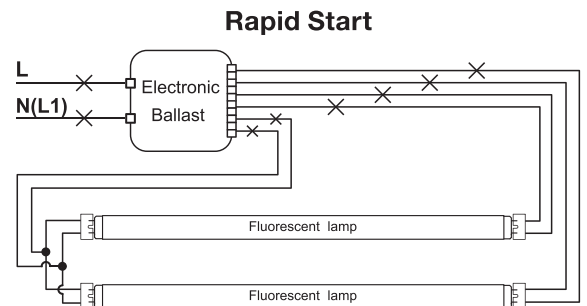 Rapid Start
L
N(L1)
Electronic
Ballast
Fluorescent lamp
Fluorescent lamp